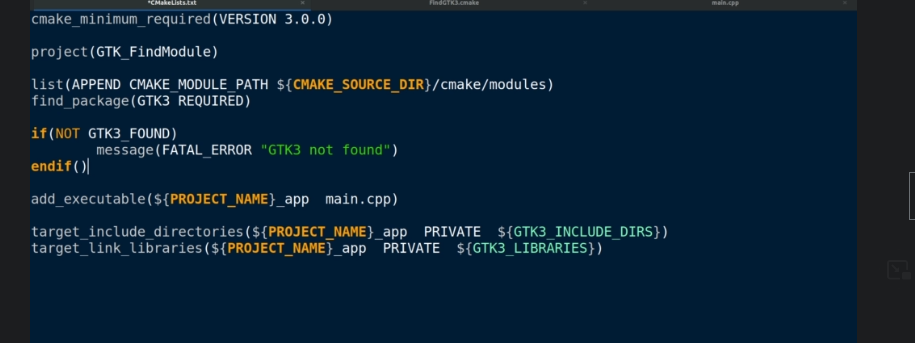 *CMakeLists.txt
FindGTK3.cmake
main.cpp
cmake_minimum_required(VERSION 3.0.0)
project(GTK_FindModule)
list(APPEND CMAKE_MODULE_PATH ${CMAKE_SOURCE_DIR}/cmake/modules)
find_package(GTK3 REQUIRED)
if(NOT GTK3_FOUND)
        message(FATAL_ERROR "GTK3 not found")
endif()
add_executable(${PROJECT_NAME}_app  main.cpp)
target_include_directories(${PROJECT_NAME}_app  PRIVATE  ${GTK3_INCLUDE_DIRS})
target_link_libraries(${PROJECT_NAME}_app  PRIVATE  ${GTK3_LIBRARIES})